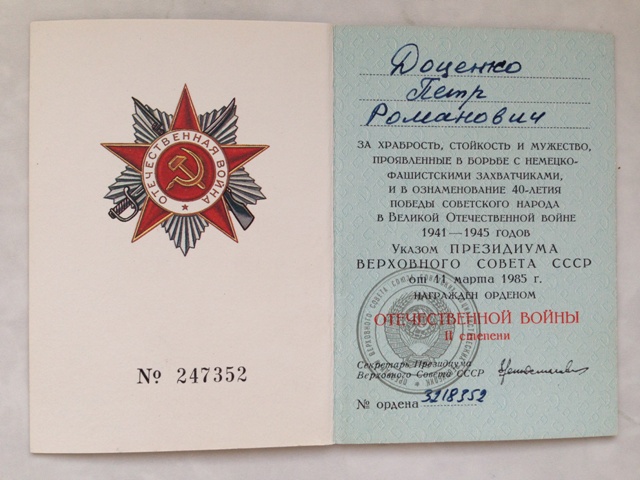 ОТЕЧЕСТВЕННАЯ ВОЙНА
№ 247352
Доценко
Петр
Романович
ЗА ХРАБРОСТЬ, СТОЙКОСТЬ И МУЖЕСТВО,
ПРОЯВЛЕННЫЕ В БОРЬБЕ С НЕМЕЦКО-
ФАШИСТСКИМИ ЗАХВАТЧИКАМИ,
И В ОЗНАМЕНОВАНИЕ 40-ЛЕТИЯ
ПОБЕДЫ СОВЕТСКОГО НАРОДА
В ВЕЛИКОЙ ОТЕЧЕСТВЕННОЙ ВОЙНЕ
1941—1945 ГОДОВ
УКАЗОМ ПРЕЗИДИУМА
ВЕРХОВНОГО СОВЕТА СССР
от 11 марта 1985 г.
НАГРАЖДЕН ОРДЕНОМ
ОТЕЧЕСТВЕННОЙ ВОЙНЫ
II степени
Секретарь Президиума
Верховного Совета СССР
№ ордена 3218352